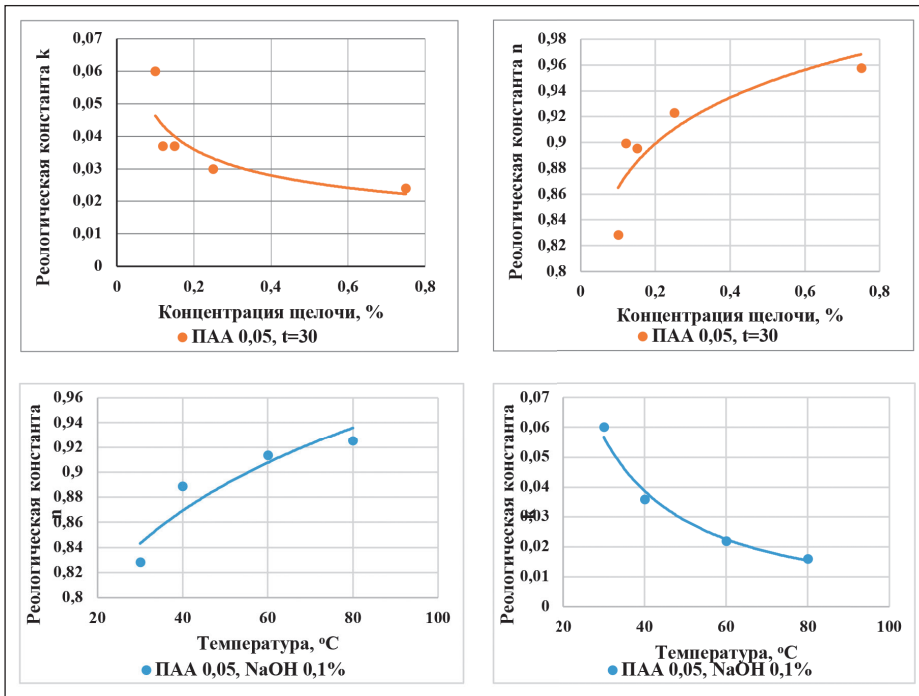 Реологическая константа k
0,07
0,06
0,05
0,04
0,03
0,02
0,01
0
0 0,2 0,4 0,6 0,8
Концентрация щелочи, %
ПАА 0,05, t=30
Реологическая константа n
0,98
0,96
0,94
0,92
0,9
0,88
0,86
0,84
0,82
0,8
0 0,2 0,4 0,6 0,8
Концентрация щелочи, %
ПАА 0,05, t=30
Реологическая константа
n
0,96
0,94
0,92
0,9
0,88
0,86
0,84
0,82
0,8
20 40 60 80 100
Температура, °C
ПАА 0,05, NaOH 0,1%
Реологическая константа
k
0,07
0,06
0,05
0,04
0,03
0,02
0,01
0
20 40 60 80 100
Температура, °C
ПАА 0,05, NaOH 0,1%